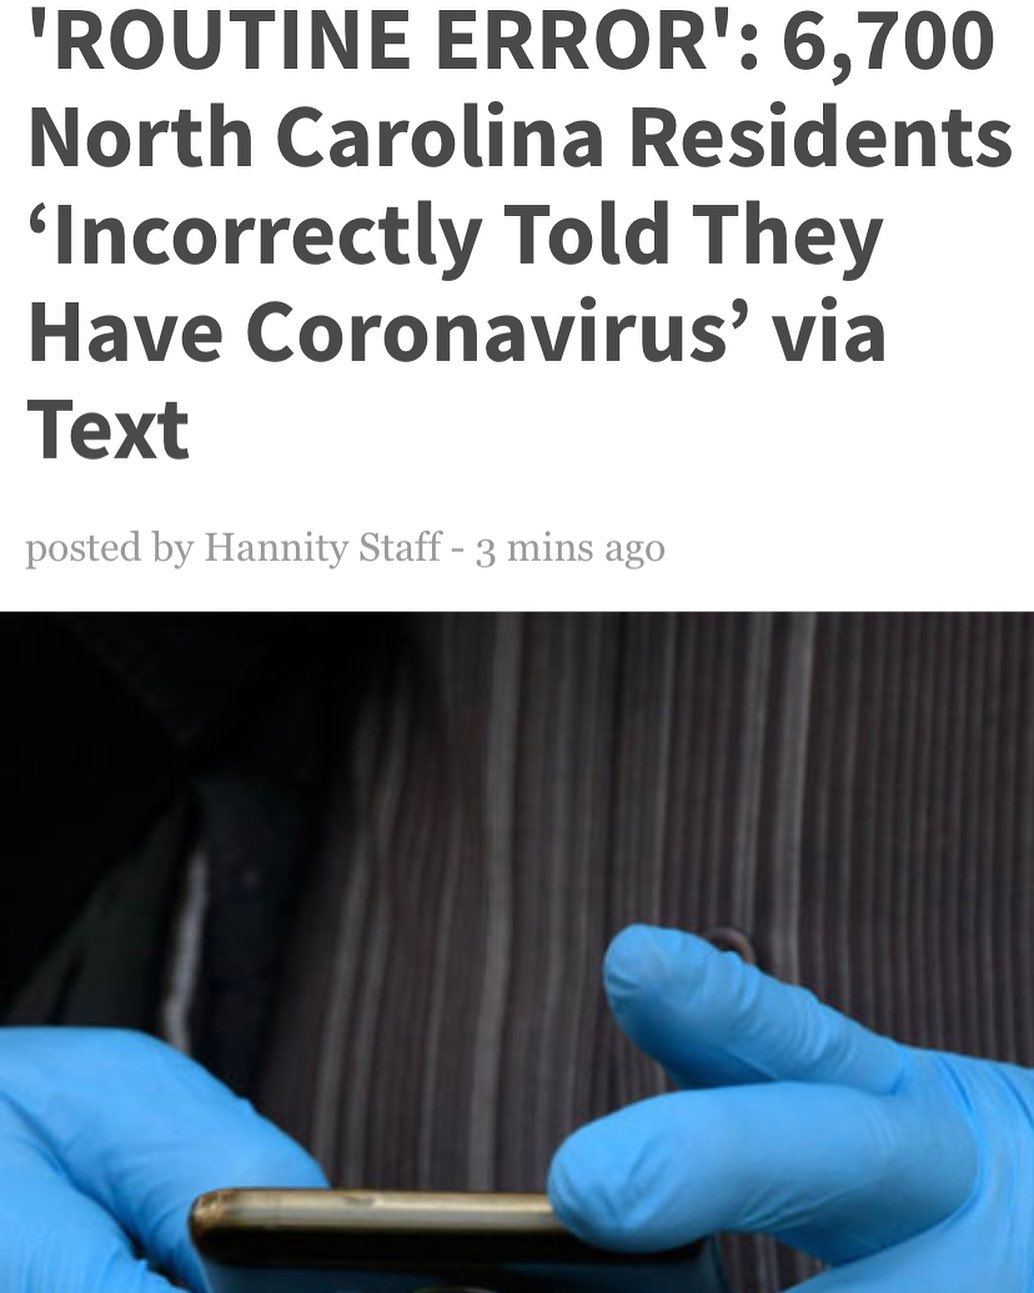 'ROUTINE ERROR': 6,700
North Carolina Residents
‘Incorrectly Told They
Have Coronavirus’ via
Text
posted by Hannity Staff - 3 mins ago